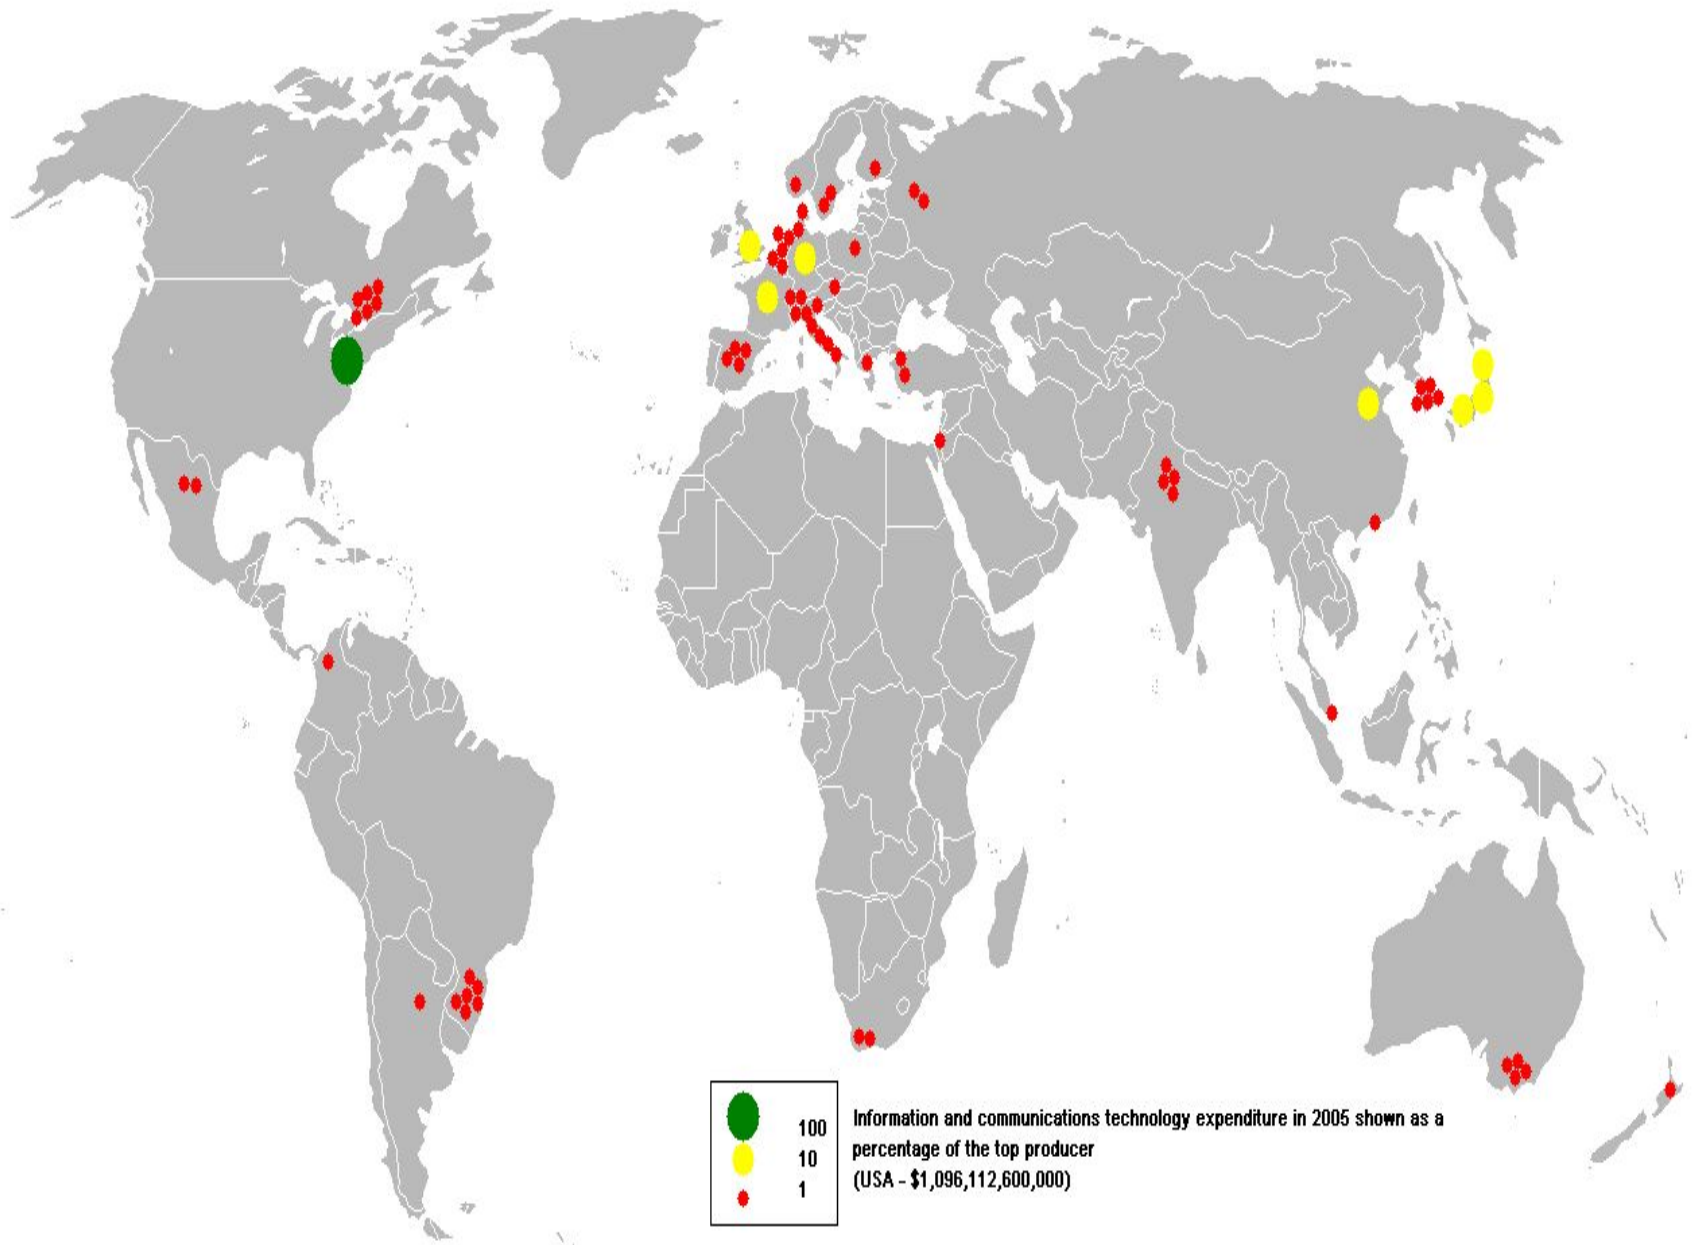 100
10
1
Information and communications technology expenditure in 2005 shown as a
percentage of the top producer
(USA - $1,096,112,600,000)